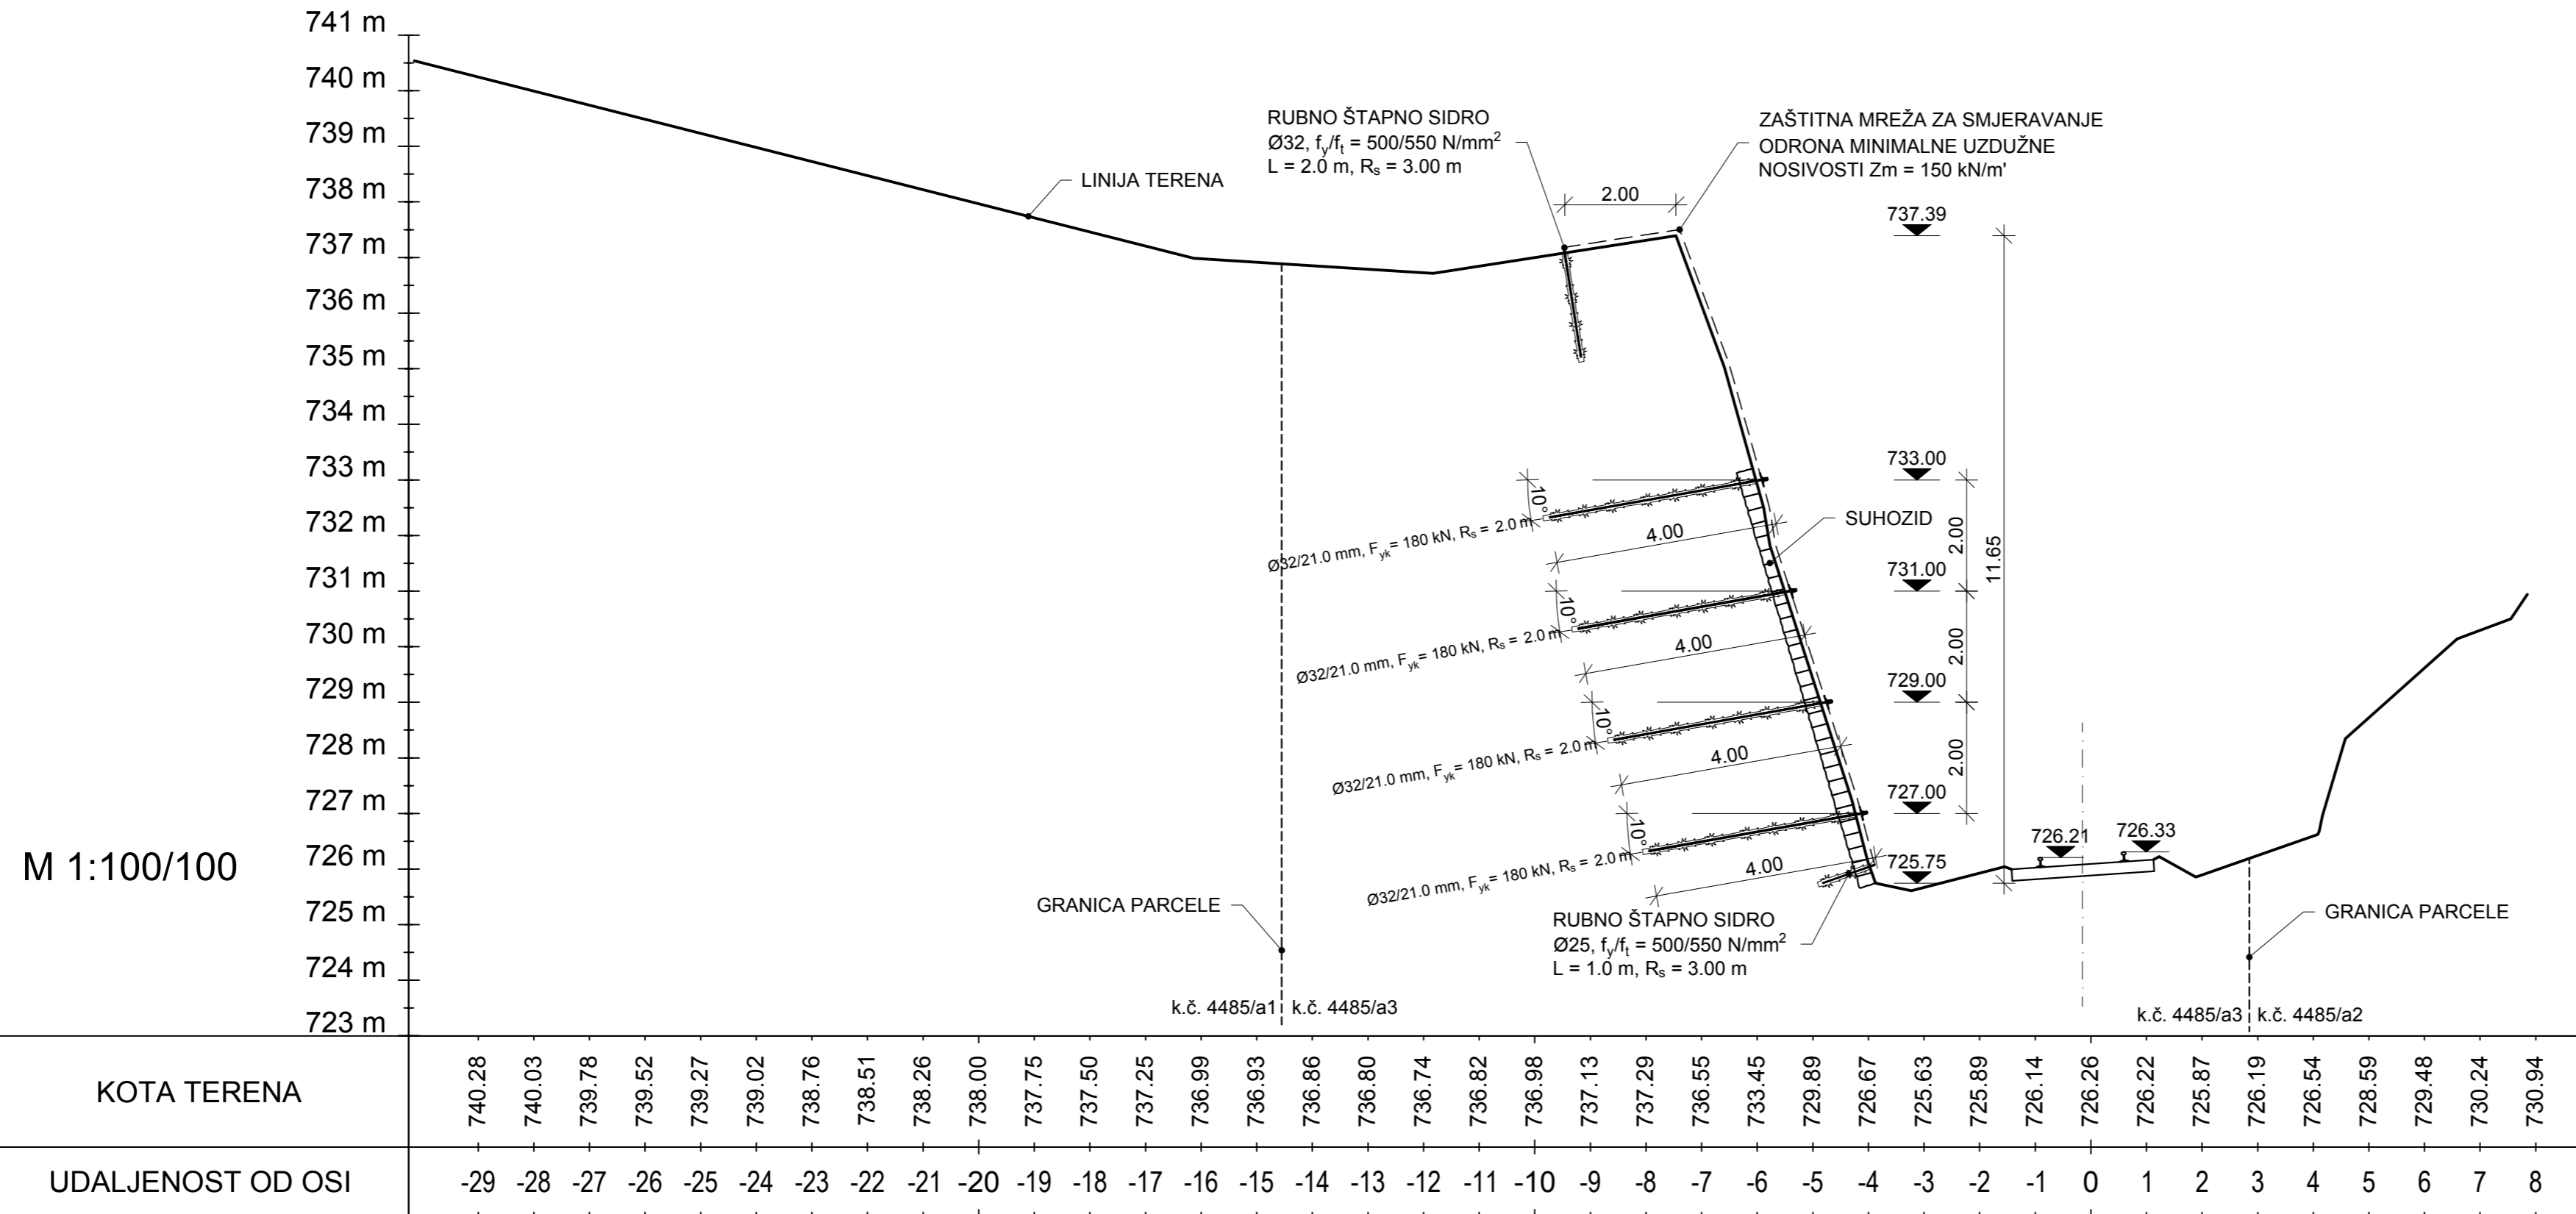 741 m
740 m
739 m
738 m
737 m
736 m
735 m
734 m
733 m
732 m
731 m
730 m
729 m
728 m
727 m
726 m
725 m
724 m
723 m
M 1:100/100
LINIJA TERENA
RUBNO ŠTAPNO SIDRO
Ø32, fy/ft = 500/550 N/mm²
L = 2.0 m, Rs = 3.00 m
ZAŠTITNA MREŽA ZA SMJERAVANJE
ODRONA MINIMALNE UZDUŽNE
NOSIVOSTI Zm = 150 kN/m'
2.00
737.39
733.00
731.00
729.00
727.00
725.75
2.00
2.00
2.00
11.65
SUHOZID
10°
Ø32/21.0 mm, Fyk= 180 kN, Rs = 2.0 m
4.00
10°
Ø32/21.0 mm, Fyk= 180 kN, Rs = 2.0 m
4.00
10°
Ø32/21.0 mm, Fyk= 180 kN, Rs = 2.0 m
4.00
10°
Ø32/21.0 mm, Fyk= 180 kN, Rs = 2.0 m
4.00
726.21
726.33
RUBNO ŠTAPNO SIDRO
Ø25, fy/ft = 500/550 N/mm²
L = 1.0 m, Rs = 3.00 m
GRANICA PARCELE
GRANICA PARCELE
k.č. 4485/a1 k.č. 4485/a3
k.č. 4485/a3 k.č. 4485/a2
KOTA TERENA 740.28 740.03 739.78 739.52 739.27 739.02 738.76 738.51 738.26 738.00 737.75 737.50 737.25 736.99 736.93 736.86 736.80 736.74 736.82 736.98 737.13 737.29 736.55 733.45 729.89 726.67 725.63 725.89 726.14 726.26 726.22 725.87 726.19 726.54 728.59 729.48 730.24 730.94
UDALJENOST OD OSI -29 -28 -27 -26 -25 -24 -23 -22 -21 -20 -19 -18 -17 -16 -15 -14 -13 -12 -11 -10 -9 -8 -7 -6 -5 -4 -3 -2 -1 0 1 2 3 4 5 6 7 8